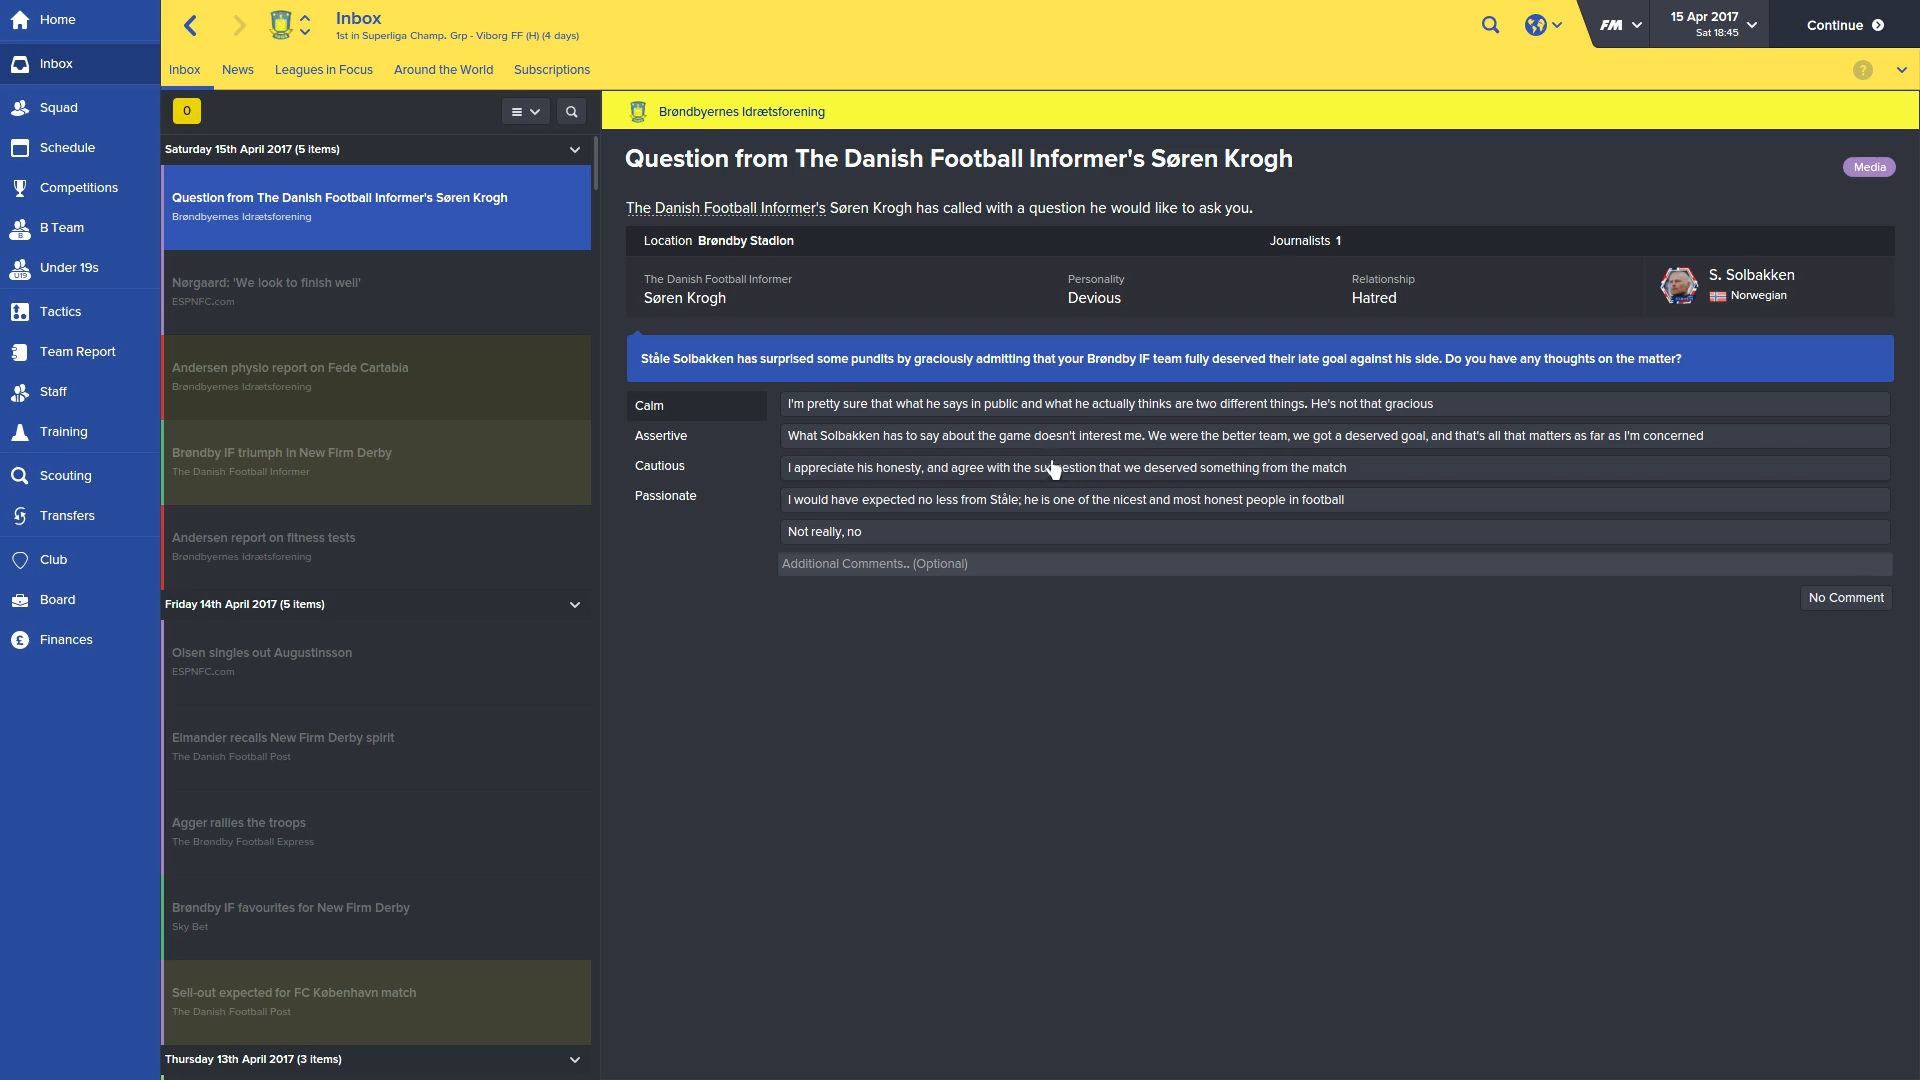 Home
Inbox
Squad
Schedule
Competitions
B
B Team
U19
Under 19s
Tactics
Team Report
Staff
Training
Scouting
Transfers
Club
Board
£
Finances
Inbox
1st in Superliga Champ. Grp - Viborg FF (H) (4 days)
FM
15 Apr 2017
Sat 18:45
Continue
Inbox
News
Leagues in Focus
Around the World
Subscriptions
?
0
Saturday 15th April 2017 (5 items)
Question from The Danish Football Informer's Søren Krogh
Brøndbyernes Idrætsforening
Nørgaard: 'We look to finish well'
ESPNFC.com
Andersen physio report on Fede Cartabia
Brøndbyernes Idrætsforening
Brøndby IF triumph in New Firm Derby
The Danish Football Informer
Andersen report on fitness tests
Brøndbyernes Idrætsforening
Friday 14th April 2017 (5 items)
Olsen singles out Augustinsson
ESPNFC.com
Elmander recalls New Firm Derby spirit
The Danish Football Post
Agger rallies the troops
The Brøndby Football Express
Brøndby IF favourites for New Firm Derby
Sky Bet
Sell-out expected for FC København match
The Danish Football Post
Thursday 13th April 2017 (3 items)
Brøndbyernes Idrætsforening
Question from The Danish Football Informer's Søren Krogh
Media
The Danish Football Informer's Søren Krogh has called with a question he would like to ask you.
Location Brøndby Stadion
Journalists 1
The Danish Football Informer
Søren Krogh
Personality
Devious
Relationship
Hatred
S. Solbakken
Norwegian
Ståle Solbakken has surprised some pundits by graciously admitting that your Brøndby IF team fully deserved their late goal against his side. Do you have any thoughts on the matter?
Calm
Assertive
Cautious
Passionate
I'm pretty sure that what he says in public and what he actually thinks are two different things. He's not that gracious
What Solbakken has to say about the game doesn't interest me. We were the better team, we got a deserved goal, and that's all that matters as far as I'm concerned
I appreciate his honesty, and agree with the suggestion that we deserved something from the match
I would have expected no less from Ståle; he is one of the nicest and most honest people in football
Not really, no
Additional Comments.. (Optional)
No Comment